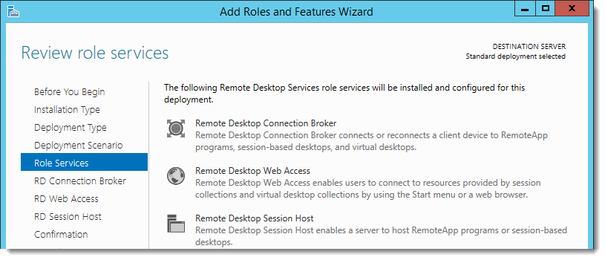 Add Roles and Features Wizard
Review role services
DESTINATION SERVER
Standard deployment selected
Before You Begin
Installation Type
Deployment Type
Deployment Scenario
Role Services
RD Connection Broker
RD Web Access
RD Session Host
Confirmation
The following Remote Desktop Services role services will be installed and configured for this
deployment.
Remote Desktop Connection Broker
Remote Desktop Connection Broker connects or reconnects a client device to RemoteApp
programs, session-based desktops, and virtual desktops.
Remote Desktop Web Access
Remote Desktop Web Access enables users to connect to resources provided by session
collections and virtual desktop collections by using the Start menu or a web browser.
Remote Desktop Session Host
Remote Desktop Session Host enables a server to host RemoteApp programs or session-based
desktops.